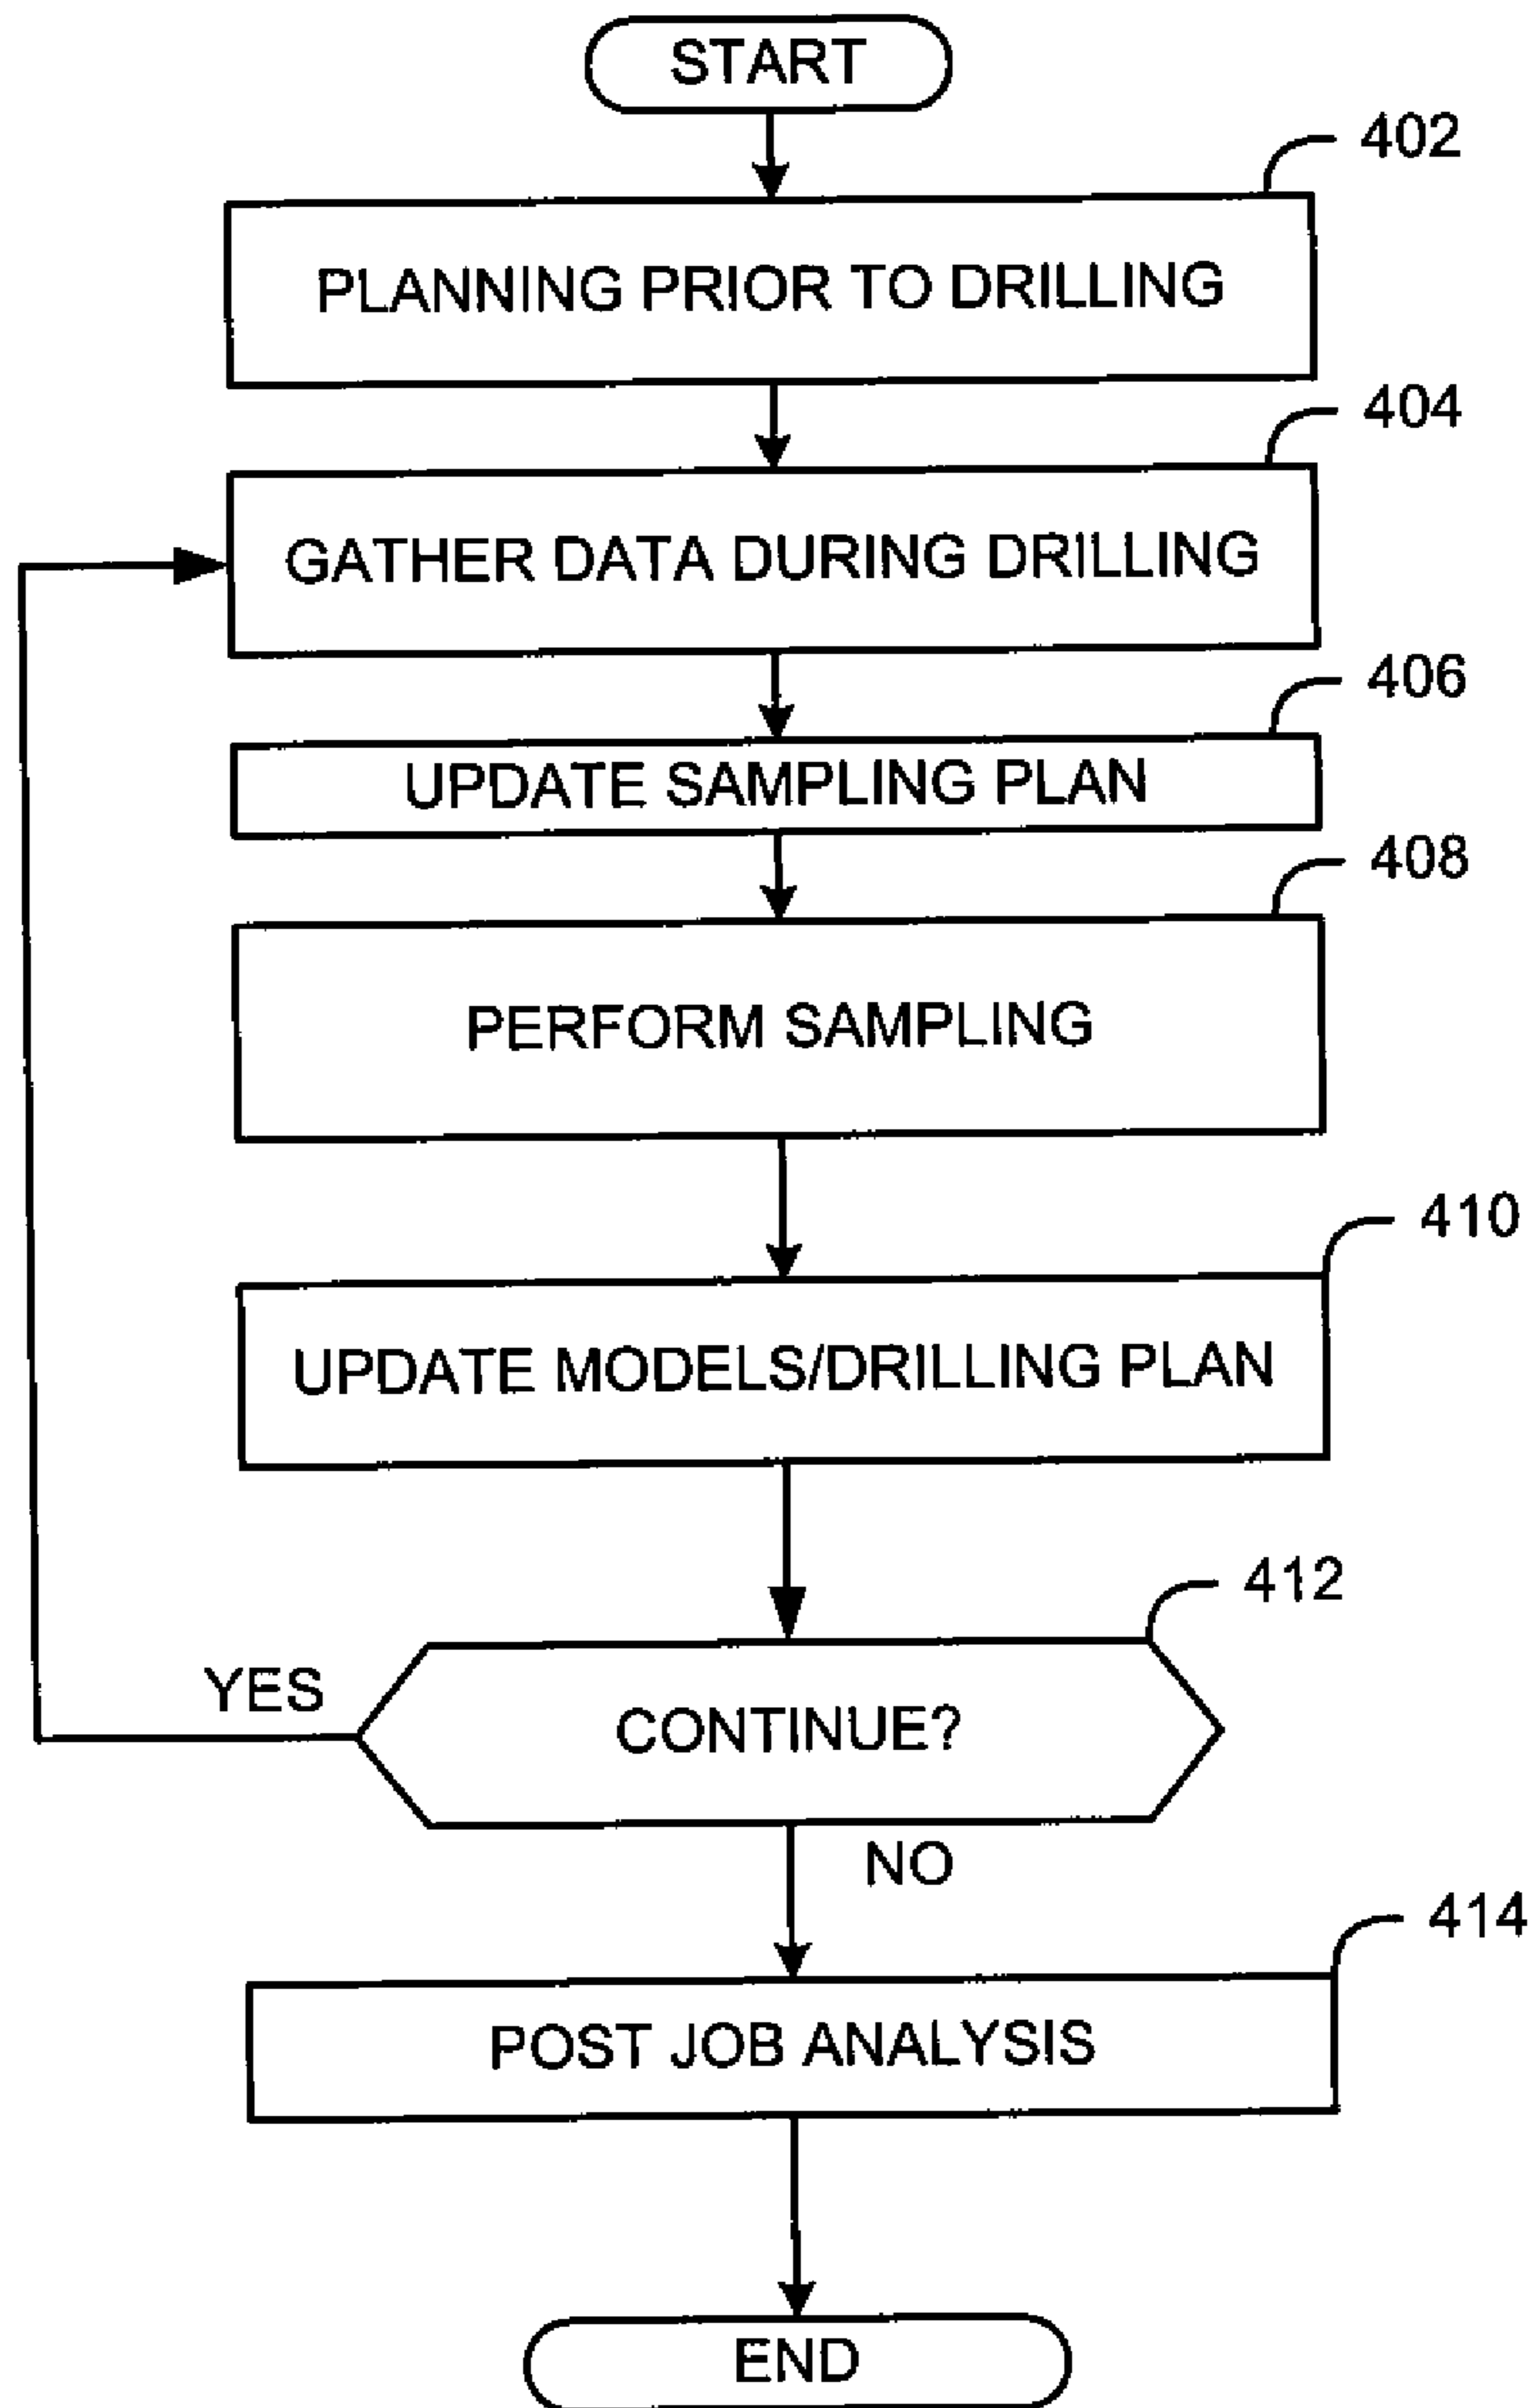 START
402
PLANNING PRIOR TO DRILLING
404
GATHER DATA DURING DRILLING
406
UPDATE SAMPLING PLAN
408
PERFORM SAMPLING
410
UPDATE MODELS/DRILLING PLAN
412
YES
CONTINUE?
NO
414
POST JOB ANALYSIS
END